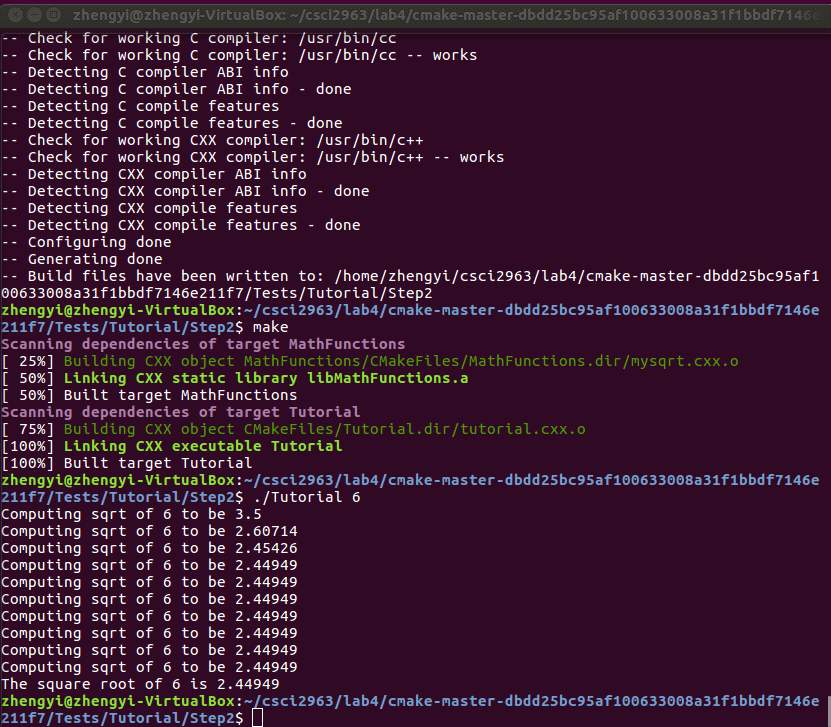 zhengyi@zhengyi-VirtualBox: ~/csci2963/lab4/cmake-master-dbdd25bc95af100633008a31f1bbdf7146e
-- Check for working C compiler: /usr/bin/cc
-- Check for working C compiler: /usr/bin/cc -- works
-- Detecting C compiler ABI info
-- Detecting C compiler ABI info - done
-- Detecting C compile features
-- Detecting C compile features - done
-- Check for working CXX compiler: /usr/bin/c++
-- Check for working CXX compiler: /usr/bin/c++ -- works
-- Detecting CXX compiler ABI info
-- Detecting CXX compiler ABI info - done
-- Detecting CXX compile features
-- Detecting CXX compile features - done
-- Configuring done
-- Generating done
-- Build files have been written to: /home/zhengyi/csci2963/lab4/cmake-master-dbdd25bc95af1
00633008a31f1bbdf7146e211f7/Tests/Tutorial/Step2
zhengyi@zhengyi-VirtualBox:~/csci2963/lab4/cmake-master-dbdd25bc95af100633008a31f1bbdf7146e
211f7/Tests/Tutorial/Step2$ make
Scanning dependencies of target MathFunctions
[ 25%] Building CXX object MathFunctions/CMakeFiles/MathFunctions.dir/mysqrt.cxx.o
[ 50%] Linking CXX static library libMathFunctions.a
[ 50%] Built target MathFunctions
Scanning dependencies of target Tutorial
[ 75%] Building CXX object CMakeFiles/Tutorial.dir/tutorial.cxx.o
[100%] Linking CXX executable Tutorial
[100%] Built target Tutorial
zhengyi@zhengyi-VirtualBox:~/csci2963/lab4/cmake-master-dbdd25bc95af100633008a31f1bbdf7146e
211f7/Tests/Tutorial/Step2$ ./Tutorial 6
Computing sqrt of 6 to be 3.5
Computing sqrt of 6 to be 2.60714
Computing sqrt of 6 to be 2.45426
Computing sqrt of 6 to be 2.44949
Computing sqrt of 6 to be 2.44949
Computing sqrt of 6 to be 2.44949
Computing sqrt of 6 to be 2.44949
Computing sqrt of 6 to be 2.44949
Computing sqrt of 6 to be 2.44949
Computing sqrt of 6 to be 2.44949
The square root of 6 is 2.44949
zhengyi@zhengyi-VirtualBox:~/csci2963/lab4/cmake-master-dbdd25bc95af100633008a31f1bbdf7146e
211f7/Tests/Tutorial/Step2$